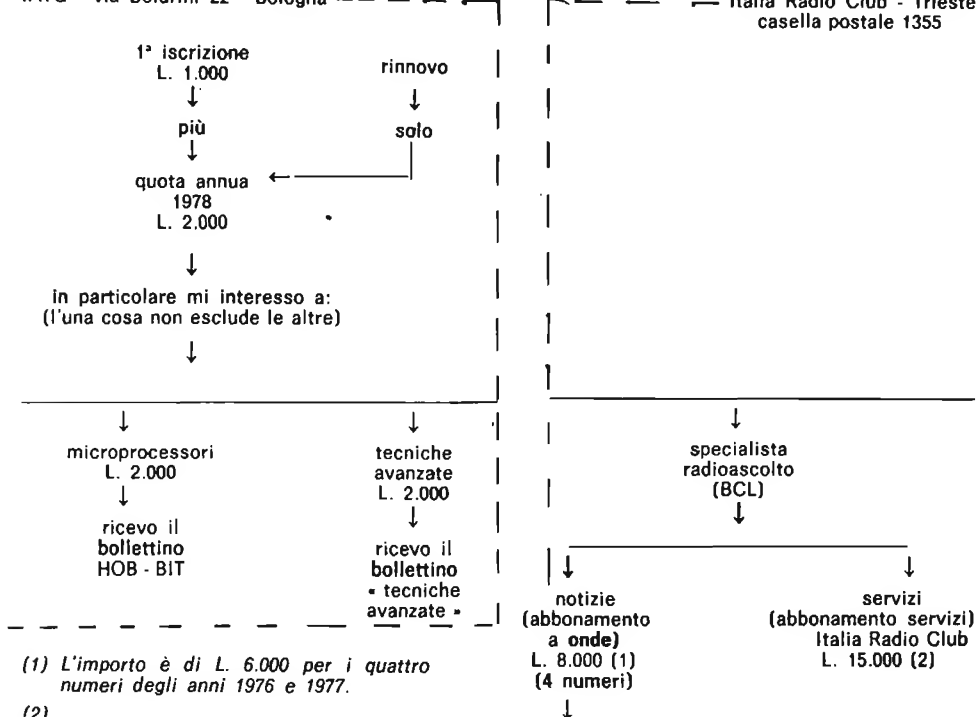 Via Boldrini 22 - Bologna
Italia Radio Club - Trieste
casella postale 1355
1ª iscrizione
L. 1.000
più
quota annua
1978
L. 2.000
rinnovo
solo
in particolare mi interesso a:
(l'una cosa non esclude le altre)
microprocessori
L. 2.000
ricevo il
bollettino
HOB - BIT
tecniche
avanzate
L. 2.000
ricevo il
bollettino
« tecniche
avanzate »
specialista
radioascolto
(BCL)
notizie
(abbonamento
a onde)
L. 8.000 (1)
(4 numeri)
servizi
(abbonamento servizi)
Italia Radio Club
L. 15.000 (2)
(1) L'importo è di L. 6.000 per i quattro
numeri degli anni 1976 e 1977.
(2)